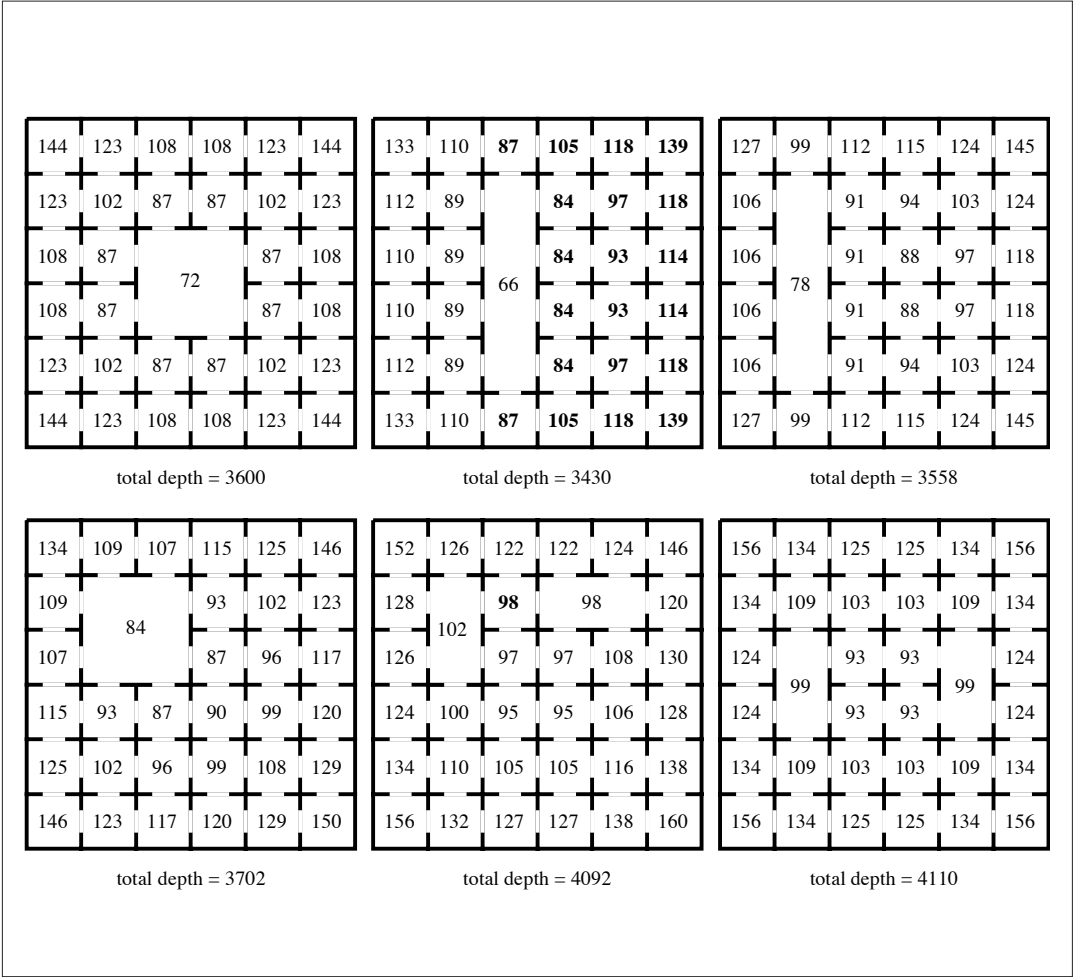 144 123 108 108 123 144
123 102 87 87 102 123
108 87 87 108
72
108 87 87 108
123 102 87 87 102 123
144 123 108 108 123 144
total depth = 3600
133 110 87 105 118 139
112 89 84 97 118
110 89 84 93 114
66
110 89 84 93 114
112 89 84 97 118
133 110 87 105 118 139
total depth = 3430
127 99 112 115 124 145
106 91 94 103 124
106 91 88 97 118
78
106 91 88 97 118
106 91 94 103 124
127 99 112 115 124 145
total depth = 3558
134 109 107 115 125 146
109 93 102 123
84
107 87 96 117
115 93 87 90 99 120
125 102 96 99 108 129
146 123 117 120 129 150
total depth = 3702
152 126 122 122 124 146
128 98 98 120
102
126 97 97 108 130
124 100 95 95 106 128
134 110 105 105 116 138
156 132 127 127 138 160
total depth = 4092
156 134 125 125 134 156
134 109 103 103 109 134
124 93 93 124
99 99
124 93 93 124
134 109 103 103 109 134
156 134 125 125 134 156
total depth = 4110